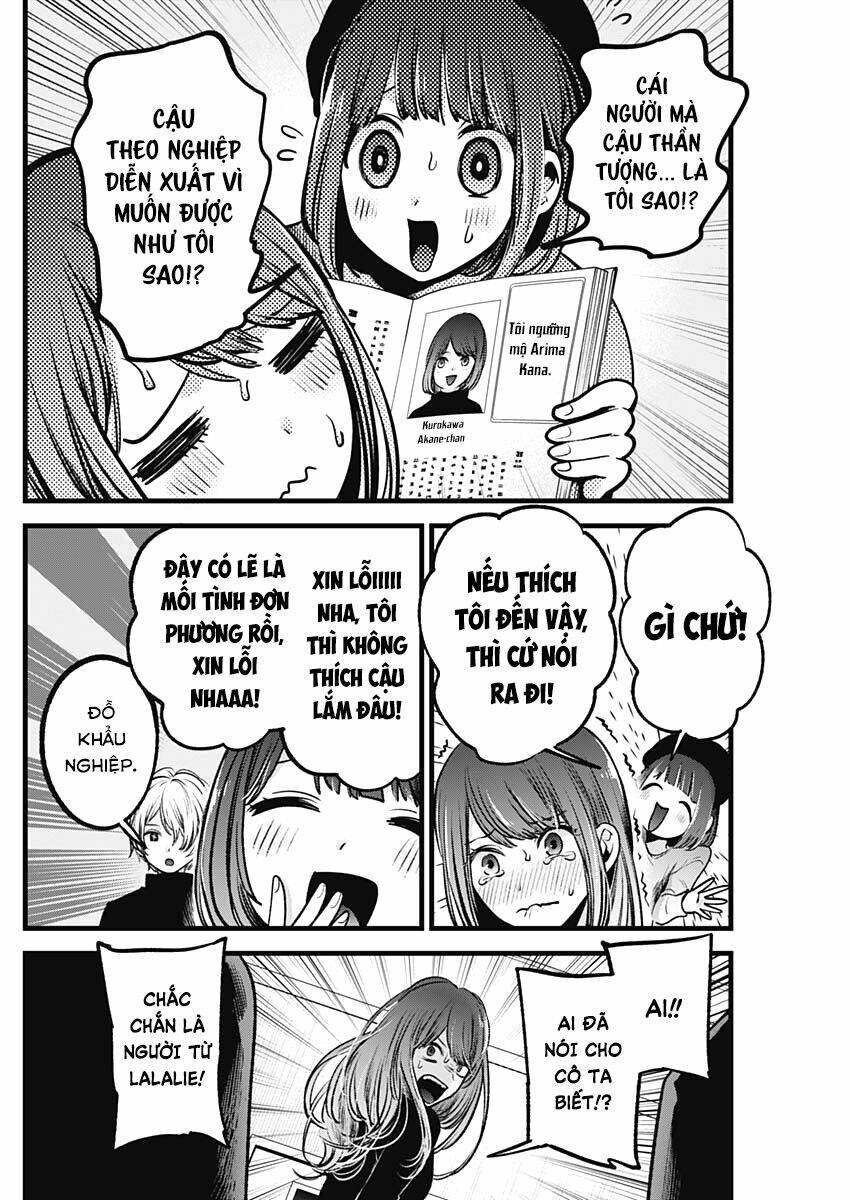 CÁI
NGƯỜI MÀ
CẬU THẦN
TƯỢNG... LÀ
TÔI SAO!?
CẬU
THEO NGHIỆP
DIỄN XUẤT VÌ
MUỐN ĐƯỢC
NHƯ TÔI
SAO!?
Tôi ngưỡng
mộ Arima
Kana.
Kurokawa
Akane-chan
GÌ CHỨ!
NẾU THÍCH
TÔI ĐẾN VẬY,
THÌ CỨ NÓI
RA ĐI!
XIN LỖIIIII
NHA, TÔI
THÌ KHÔNG
THÍCH CẬU
LẮM ĐÂU!
ĐÂY CÓ LẼ LÀ
MỐI TÌNH ĐƠN
PHƯƠNG RỒI,
XIN LỖI
NHAAA!
ĐỒ
KHẨU
NGHIỆP.
AI!!
AI ĐÃ
NÓI CHO
CÔ TA
BIẾT!?
CHẮC
CHẮN LÀ
NGƯỜI TỪ
LALALIE!